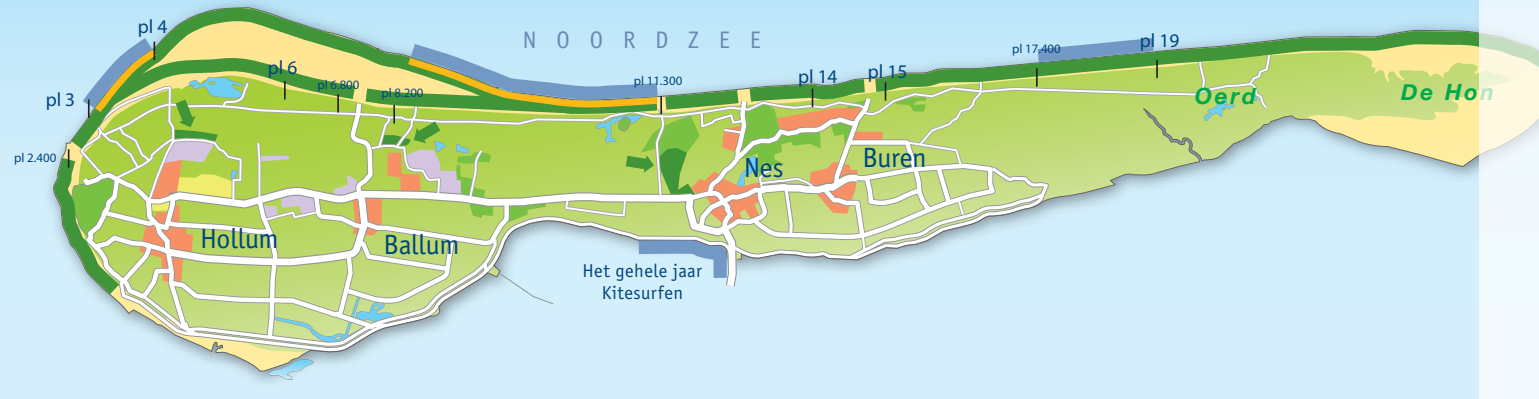 pl 4
NOORDZEE
pl 3
pl 6
pl 6.800
pl 8.200
pl 11.300
pl 14
pl 15
pl 17.400
pl 19
pl 2.400
Oerd
De Hon
Nes
Buren
Hollum
Ballum
Het gehele jaar
Kitesurfen